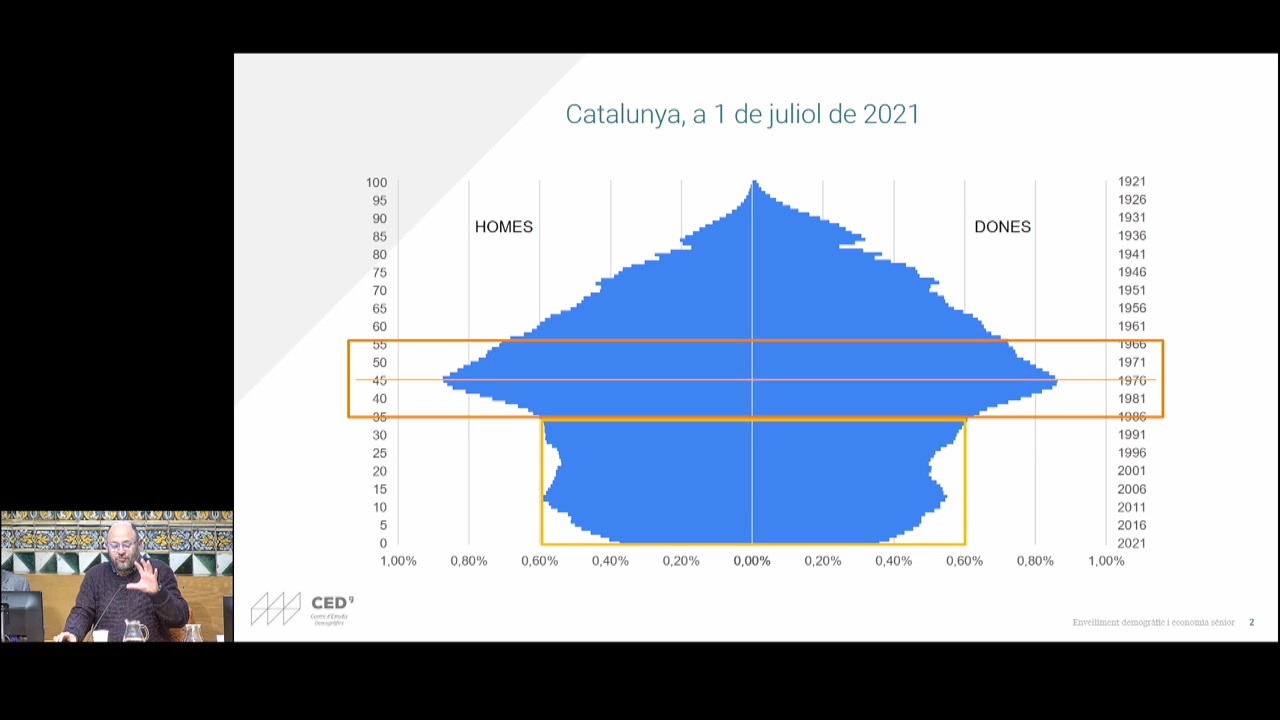 Catalunya, a 1 de juliol de 2021
HOMES
DONES
100 1921
95 1926
90 1931
85 1936
80 1941
75 1946
70 1951
65 1956
60 1961
55 1966
50 1971
45 1976
40 1981
35 1986
30 1991
25 1996
20 2001
15 2006
10 2011
5 2016
0 2021
1,00% 0,80% 0,60% 0,40% 0,20% 0,00% 0,20% 0,40% 0,60% 0,80% 1,00%
CED
Centre d'Estudis
Demogràfics
Envelliment demogràfic i economia sènior 2